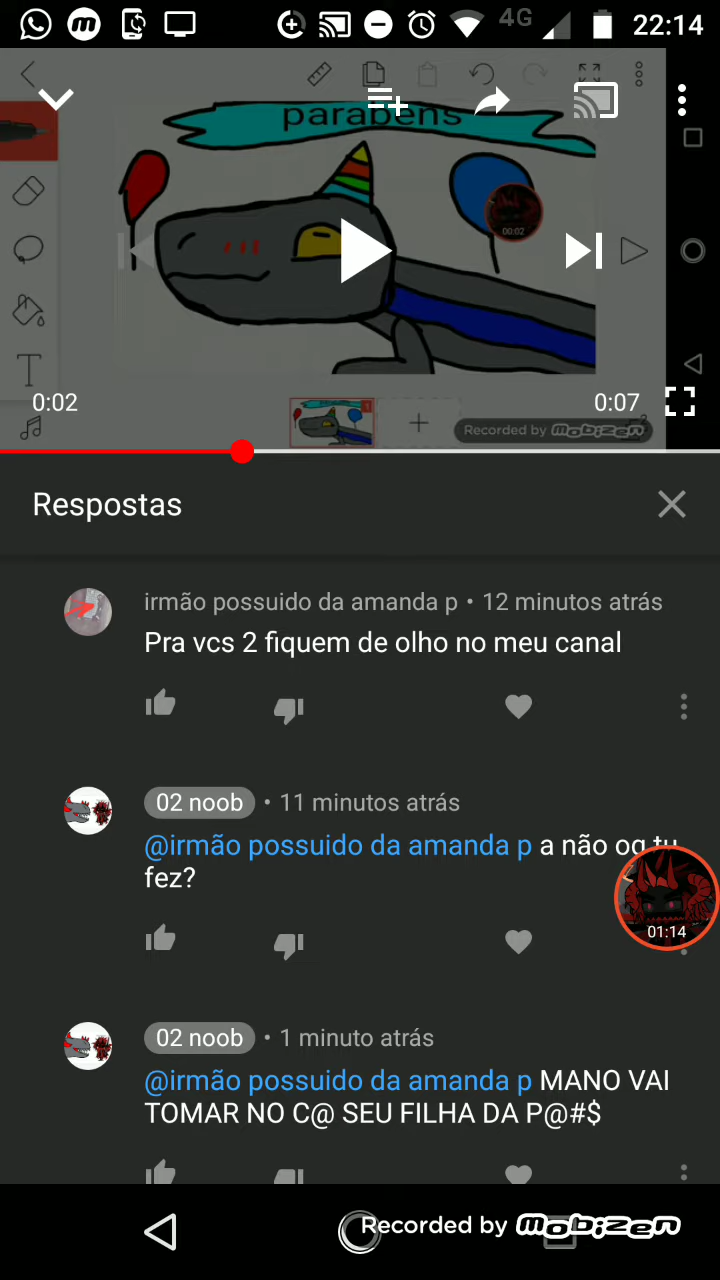 4G
22:14
parabens
00:02
T
0:02
0:07
1
Recorded by mobizen
Respostas
irmão possuido da amanda p • 12 minutos atrás
Pra vcs 2 fiquem de olho no meu canal
02 noob • 11 minutos atrás
@irmão possuido da amanda p a não oq tu
fez?
01:14
02 noob • 1 minuto atrás
@irmão possuido da amanda p MANO VAI
TOMAR NO C@ SEU FILHA DA P@#$
Recorded by mobizen